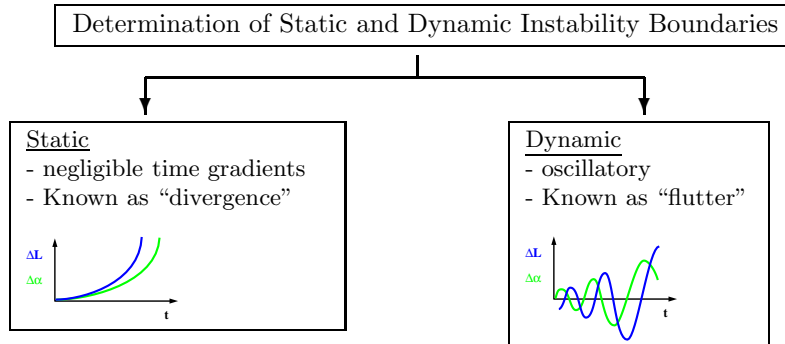 Determination of Static and Dynamic Instability Boundaries
Static
- negligible time gradients
- Known as “divergence”
ΔL
Δα
t
Dynamic
- oscillatory
- Known as “flutter”
ΔL
Δα
t